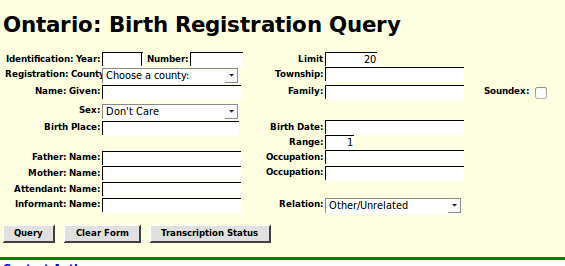 Ontario: Birth Registration Query
Identification: Year: Number: Limit 20
Registration: County Choose a county: Township:
Name: Given: Family: Soundex:
Sex: Don't Care
Birth Place: Birth Date:
Range: 1
Father: Name: Occupation:
Mother: Name: Occupation:
Attendant: Name:
Informant: Name: Relation: Other/Unrelated
Query Clear Form Transcription Status